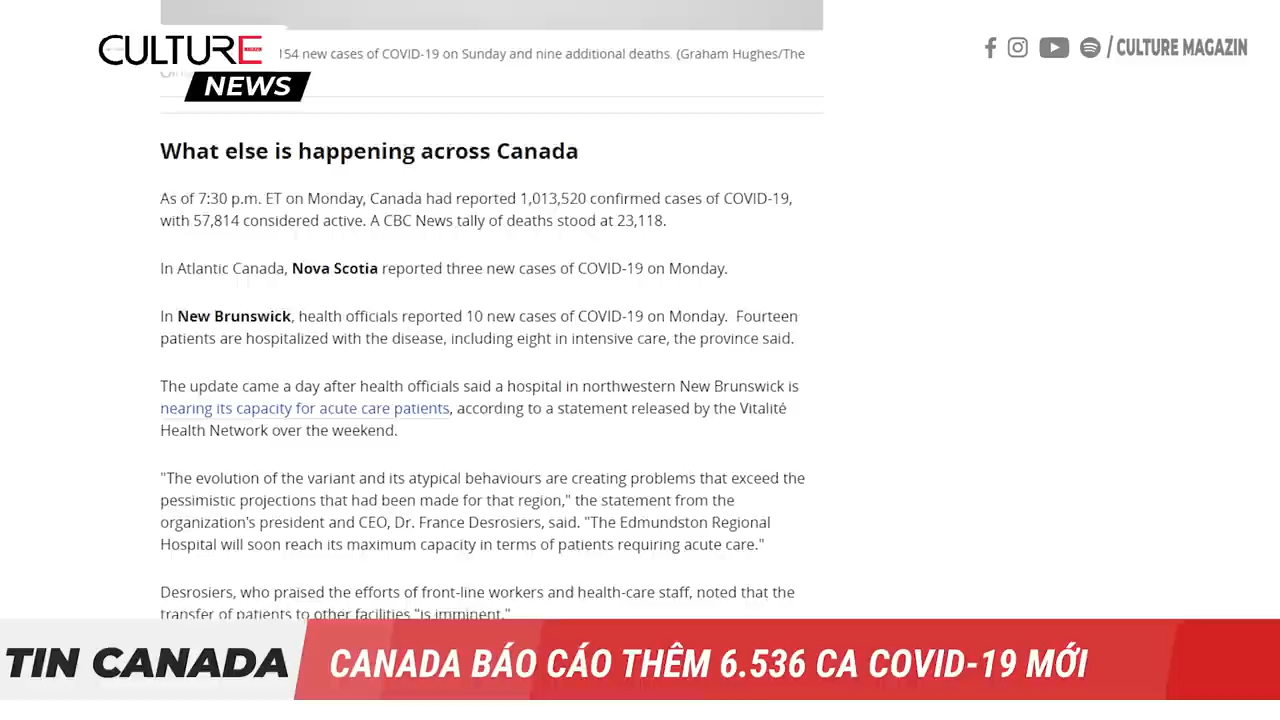 CULTURE
NEWS
/ CULTURE MAGAZIN
154 new cases of COVID-19 on Sunday and nine additional deaths. (Graham Hughes/The
What else is happening across Canada
As of 7:30 p.m. ET on Monday, Canada had reported 1,013,520 confirmed cases of COVID-19,
with 57,814 considered active. A CBC News tally of deaths stood at 23,118.
In Atlantic Canada, Nova Scotia reported three new cases of COVID-19 on Monday.
In New Brunswick, health officials reported 10 new cases of COVID-19 on Monday.  Fourteen
patients are hospitalized with the disease, including eight in intensive care, the province said.
The update came a day after health officials said a hospital in northwestern New Brunswick is
nearing its capacity for acute care patients, according to a statement released by the Vitalité
Health Network over the weekend.
"The evolution of the variant and its atypical behaviours are creating problems that exceed the
pessimistic projections that had been made for that region," the statement from the
organization's president and CEO, Dr. France Desrosiers, said. "The Edmundston Regional
Hospital will soon reach its maximum capacity in terms of patients requiring acute care."
Desrosiers, who praised the efforts of front-line workers and health-care staff, noted that the
transfer of patients to other facilities "is imminent."
TIN CANADA
CANADA BÁO CÁO THÊM 6.536 CA COVID-19 MỚI